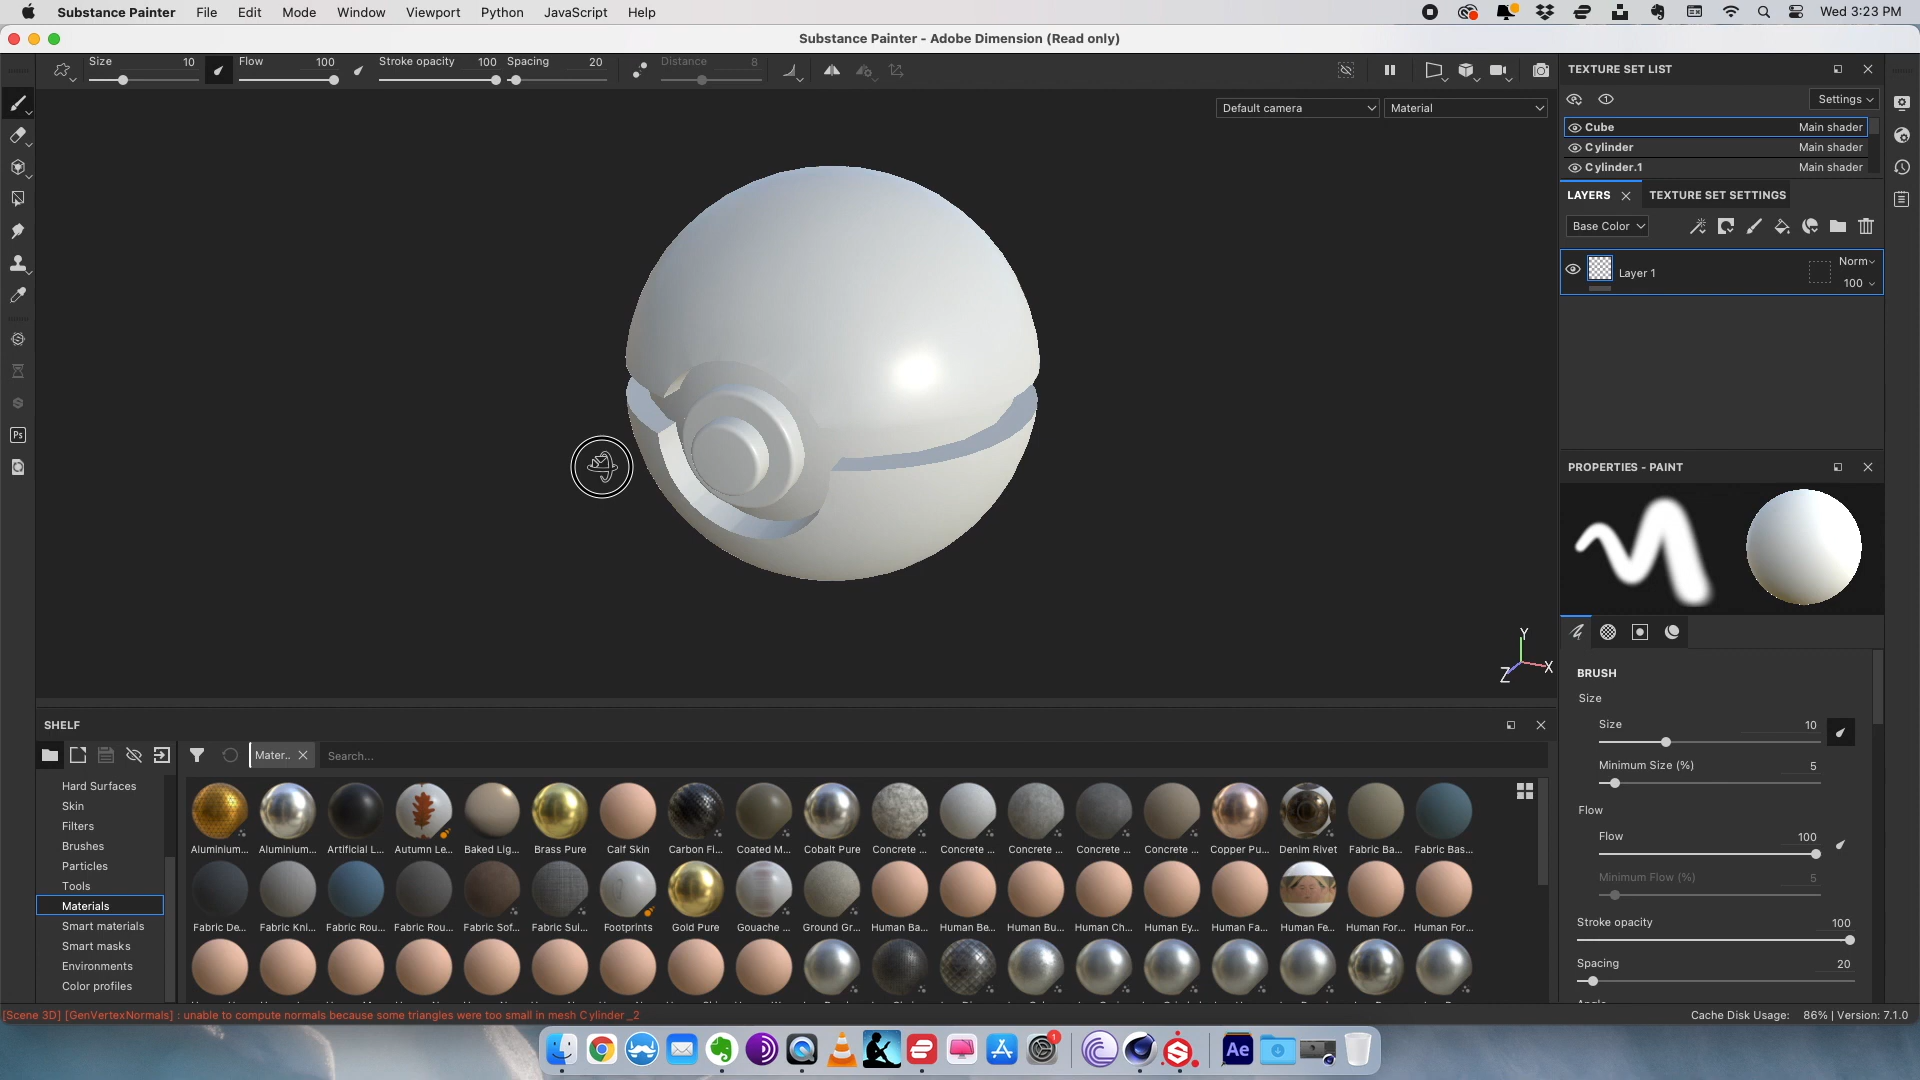 Substance Painter File Edit Mode Window Viewport Python JavaScript Help Wed 3:23 PM
Substance Painter - Adobe Dimension (Read only)
Size 10 Flow 100 Stroke opacity 100 Spacing 20 Distance 8
Default camera Material
TEXTURE SET LIST
Settings
Cube Main shader
Cylinder Main shader
Cylinder.1 Main shader
LAYERS TEXTURE SET SETTINGS
Base Color
Layer 1 Norm
100
PROPERTIES - PAINT
Ps
Y
X
Z
BRUSH
Size
Size 10
Minimum Size (%) 5
Flow
Flow 100
Minimum Flow (%) 5
Stroke opacity 100
Spacing 20
SHELF
Mater.. Search...
Hard Surfaces
Skin
Filters
Brushes
Particles
Tools
Materials
Smart materials
Smart masks
Environments
Color profiles
Aluminium... Aluminium... Artificial L... Autumn Le... Baked Lig... Brass Pure Calf Skin Carbon Fi... Coated M... Cobalt Pure Concrete ... Concrete ... Concrete ... Concrete ... Concrete ... Copper Pu... Denim Rivet Fabric Ba... Fabric Bas...
Fabric De... Fabric Kni... Fabric Rou... Fabric Rou... Fabric Sof... Fabric Sui... Footprints Gold Pure Gouache ... Ground Gr... Human Ba... Human Be... Human Bu... Human Ch... Human Ey... Human Fa... Human Fe... Human For... Human For...
[Scene 3D] [GenVertexNormals] : unable to compute normals because some triangles were too small in mesh Cylinder_2
Cache Disk Usage: 86% | Version: 7.1.0
1
Ae